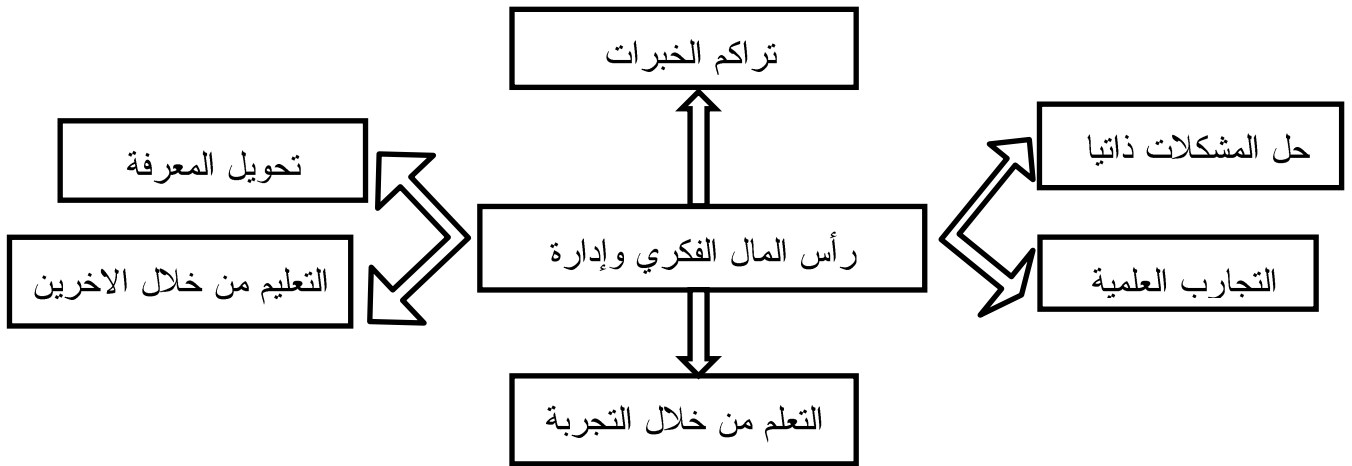 تراكم الخبرات
حل المشكلات ذاتيا
تحويل المعرفة
رأس المال الفكري وإدارة
التجارب العلمية
التعليم من خلال الاخرين
التعلم من خلال التجربة